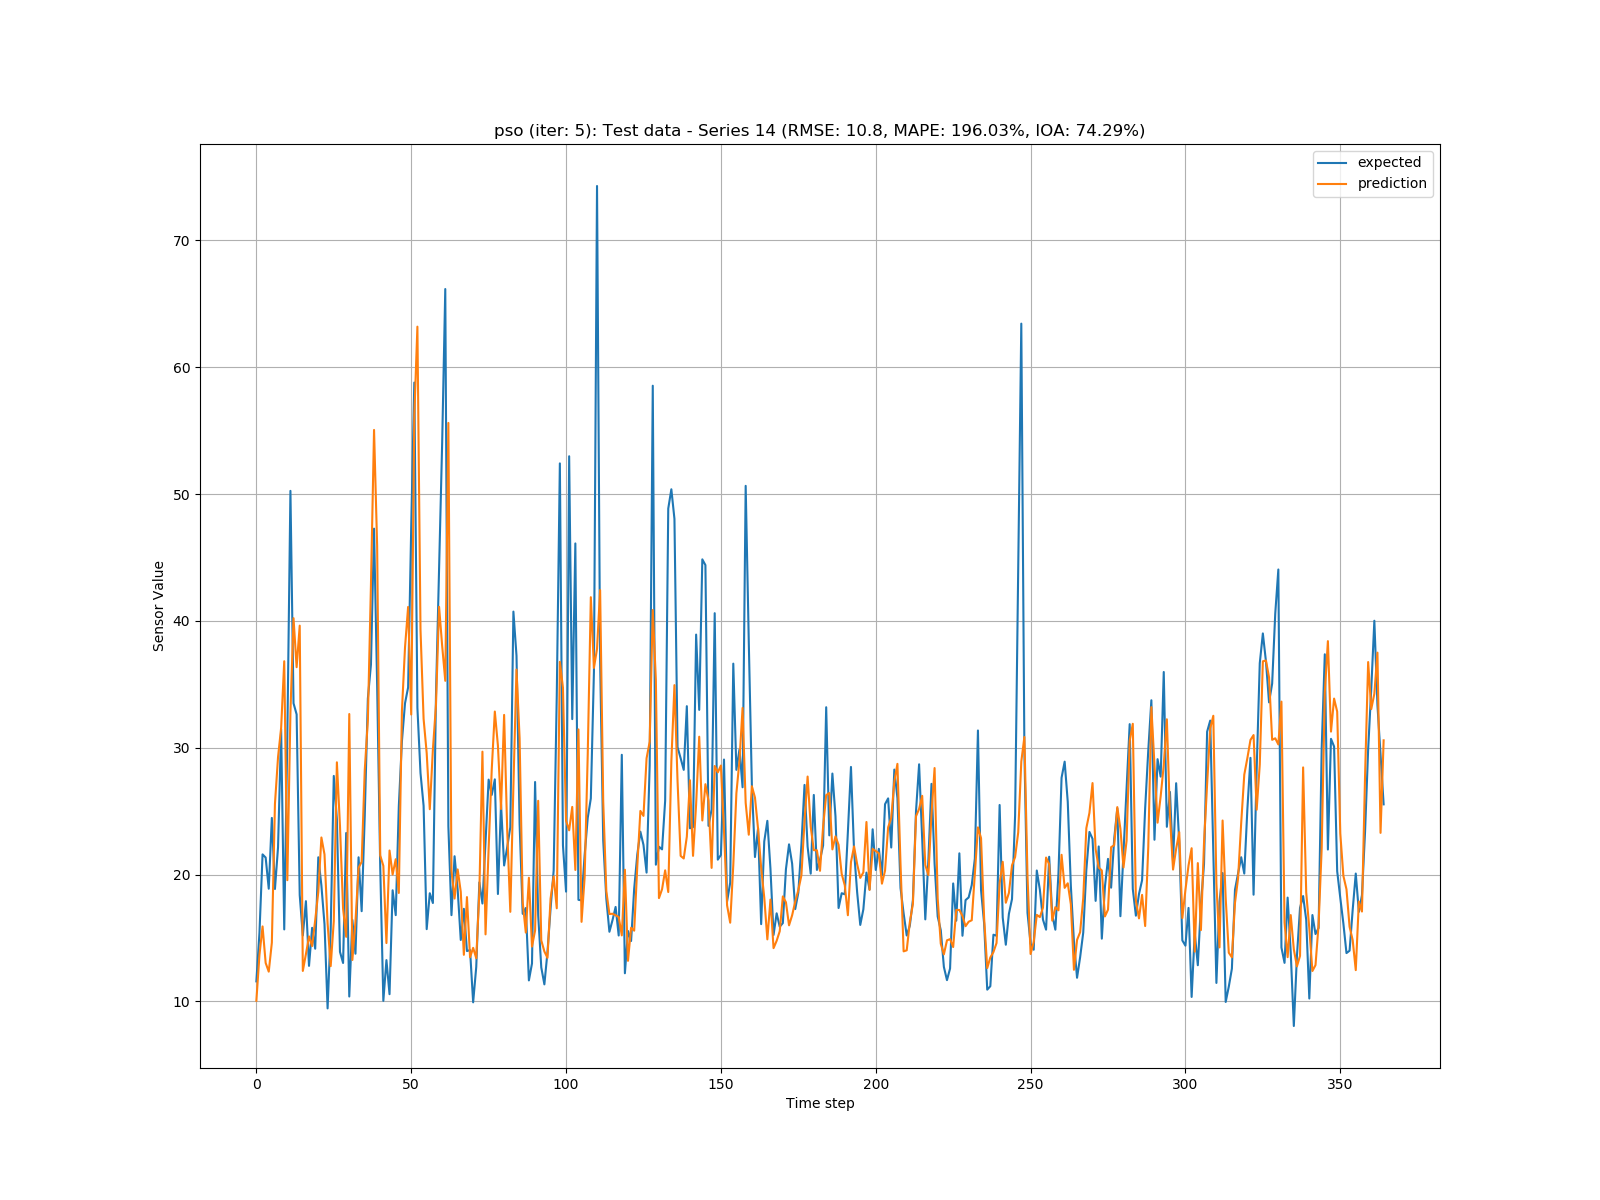 pso (iter: 5): Test data - Series 14 (RMSE: 10.8, MAPE: 196.03%, IOA: 74.29%)
expected
prediction
70
60
50
40
30
20
10
Sensor Value
0 50 100 150 200 250 300 350
Time step